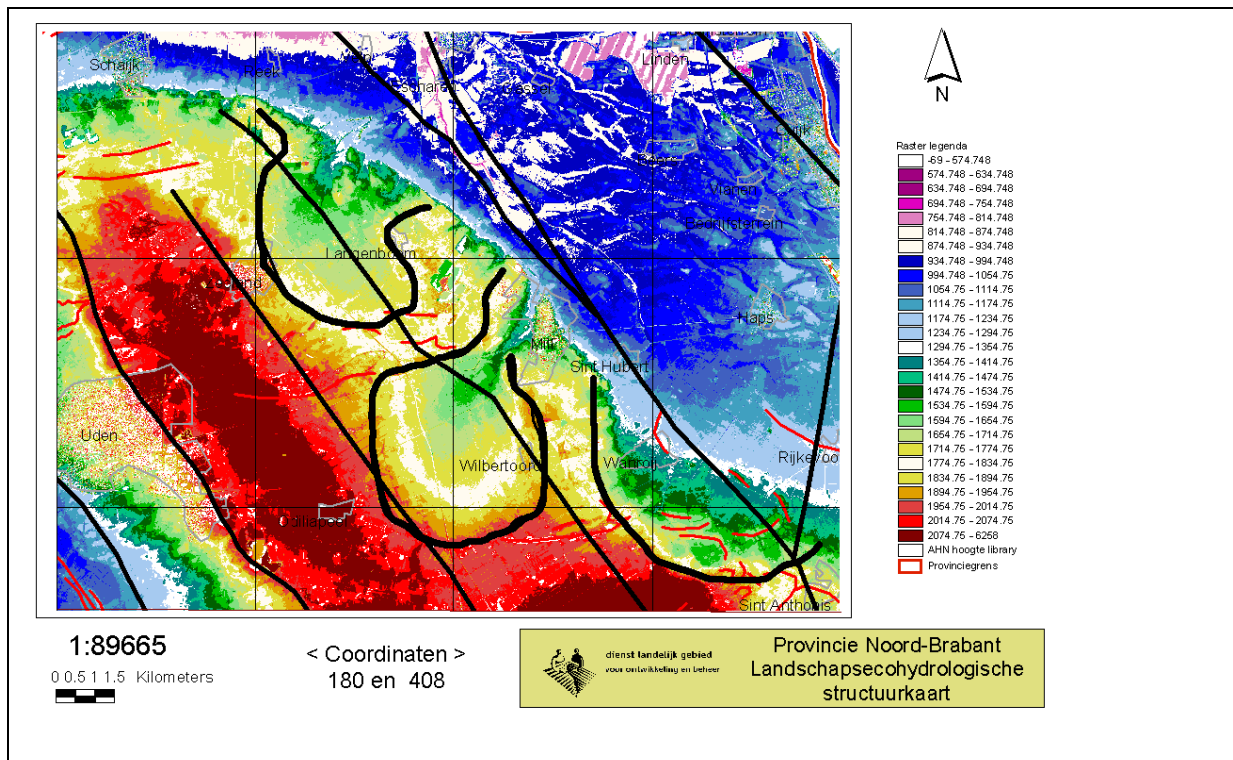 Schaijk
Reek
Linden
Cuijk
Vianen
Bedrijfsterrein
Langenboom
Zeeland
Haps
Mill
Sint Hubert
Uden
Wilbertoord
Wanroij
Rijkevoo
Odiliapeel
Sint Anthonis
N
Raster legenda
-69 - 574.748
574.748 - 634.748
634.748 - 694.748
694.748 - 754.748
754.748 - 814.748
814.748 - 874.748
874.748 - 934.748
934.748 - 994.748
994.748 - 1054.75
1054.75 - 1114.75
1114.75 - 1174.75
1174.75 - 1234.75
1234.75 - 1294.75
1294.75 - 1354.75
1354.75 - 1414.75
1414.75 - 1474.75
1474.75 - 1534.75
1534.75 - 1594.75
1594.75 - 1654.75
1654.75 - 1714.75
1714.75 - 1774.75
1774.75 - 1834.75
1834.75 - 1894.75
1894.75 - 1954.75
1954.75 - 2014.75
2014.75 - 2074.75
2074.75 - 6258
AHN hoogte library
Provinciegrens
1:89665
0 0.5 1 1.5 Kilometers
< Coordinaten >
180 en 408
dienst landelijk gebied
voor ontwikkeling en beheer
Provincie Noord-Brabant
Landschapsecohydrologische
structuurkaart